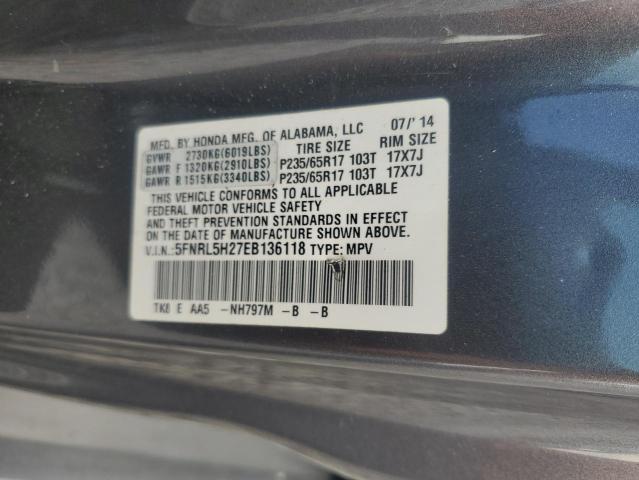 MFD. BY HONDA MFG. OF ALABAMA, LLC 07/'14
TIRE SIZE RIM SIZE
GVWR 2730KG(6019LBS)
GAWR F 1320KG(2910LBS) P235/65R17 103T 17X7J
GAWR R 1515KG(3340LBS) P235/65R17 103T 17X7J
THIS VEHICLE CONFORMS TO ALL APPLICABLE
FEDERAL MOTOR VEHICLE SAFETY
AND THEFT PREVENTION STANDARDS IN EFFECT
ON THE DATE OF MANUFACTURE SHOWN ABOVE.
V.I.N.:5FNRL5H27EB136118 TYPE: MPV
TK8 E AA5 -NH797M -B -B